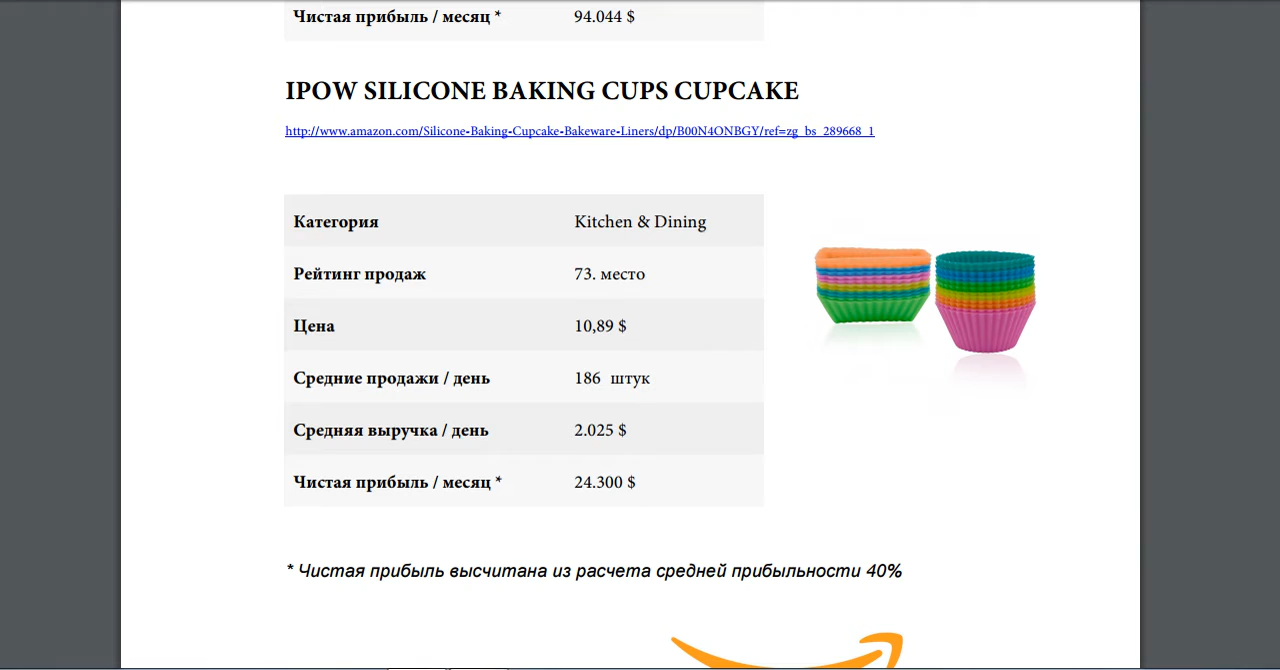 Чистая прибыль / месяц * 94.044 $
IPOW SILICONE BAKING CUPS CUPCAKE
http://www.amazon.com/Silicone-Baking-Cupcake-Bakeware-Liners/dp/B00N4ONBGY/ref=zg_bs_289668_1
Категория Kitchen & Dining
Рейтинг продаж 73. место
Цена 10,89 $
Средние продажи / день 186 штук
Средняя выручка / день 2.025 $
Чистая прибыль / месяц * 24.300 $
* Чистая прибыль высчитана из расчета средней прибыльности 40%